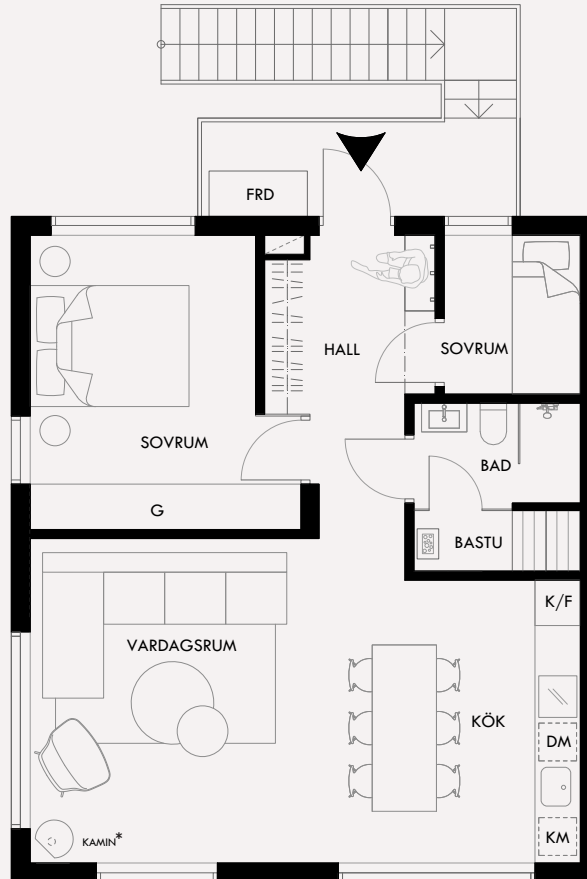 FRD
HALL
SOVRUM
SOVRUM
BAD
G
BASTU
K/F
VARDAGSRUM
KÖK
DM
KAMIN*
KM